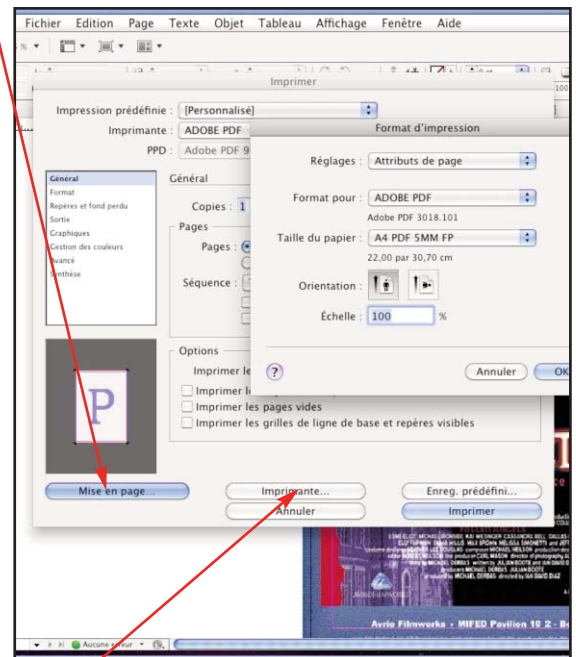 Fichier Edition Page Texte Objet Tableau Affichage Fenêtre Aide
Imprimer
Impression prédéfinie : [Personnalisé]
Imprimante : ADOBE PDF
PPD : Adobe PDF 9
Général
Format
Repères et fond perdu
Sortie
Graphiques
Gestion des couleurs
Avancé
Synthèse
Général
Copies : 1
Pages
Pages :
Séquence :
Options
Imprimer le
Imprimer l
Imprimer les pages vides
Imprimer les grilles de ligne de base et repères visibles
P
Mise en page...
Imprimante...
Enreg. prédéfini...
Annuler
Imprimer
Format d'impression
Réglages : Attributs de page
Format pour : ADOBE PDF
Adobe PDF 3018.101
Taille du papier : A4 PDF 5MM FP
22,00 par 30,70 cm
Orientation :
Échelle : 100 %
?
Annuler
OK
Avrio Filmworks • MIFED Pavilion 10 2 - B
Aucune erreur